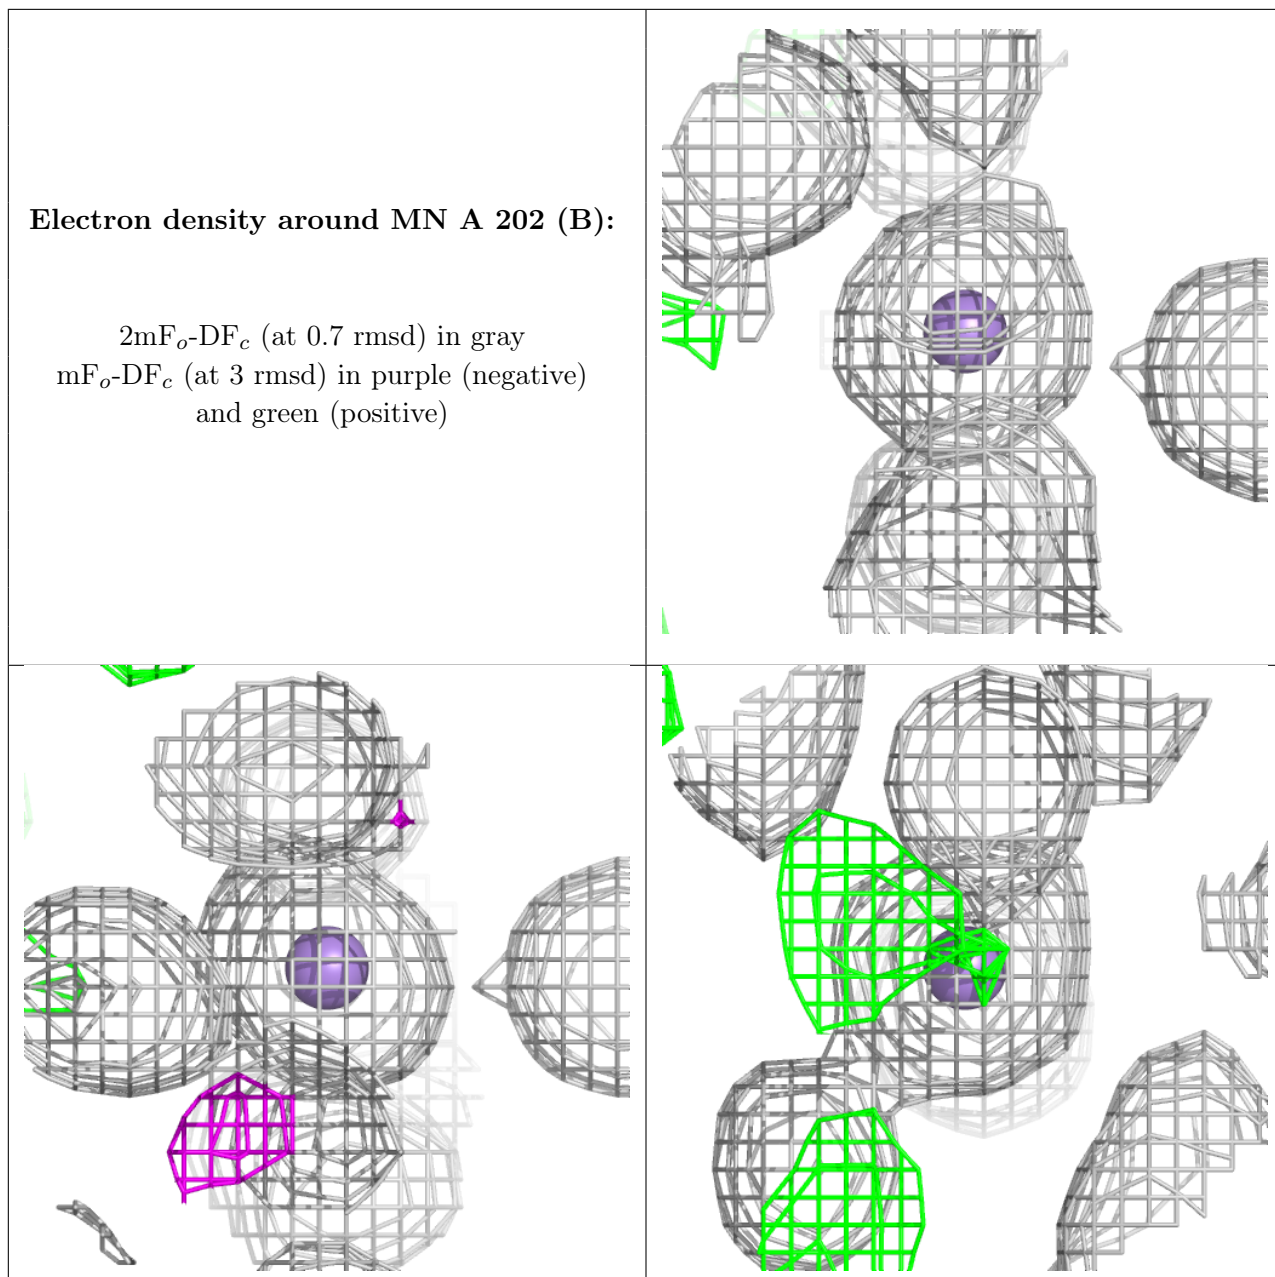 Electron density around MN A 202 (B):
2mFo-DFc (at 0.7 rmsd) in gray
mFo-DFc (at 3 rmsd) in purple (negative)
and green (positive)